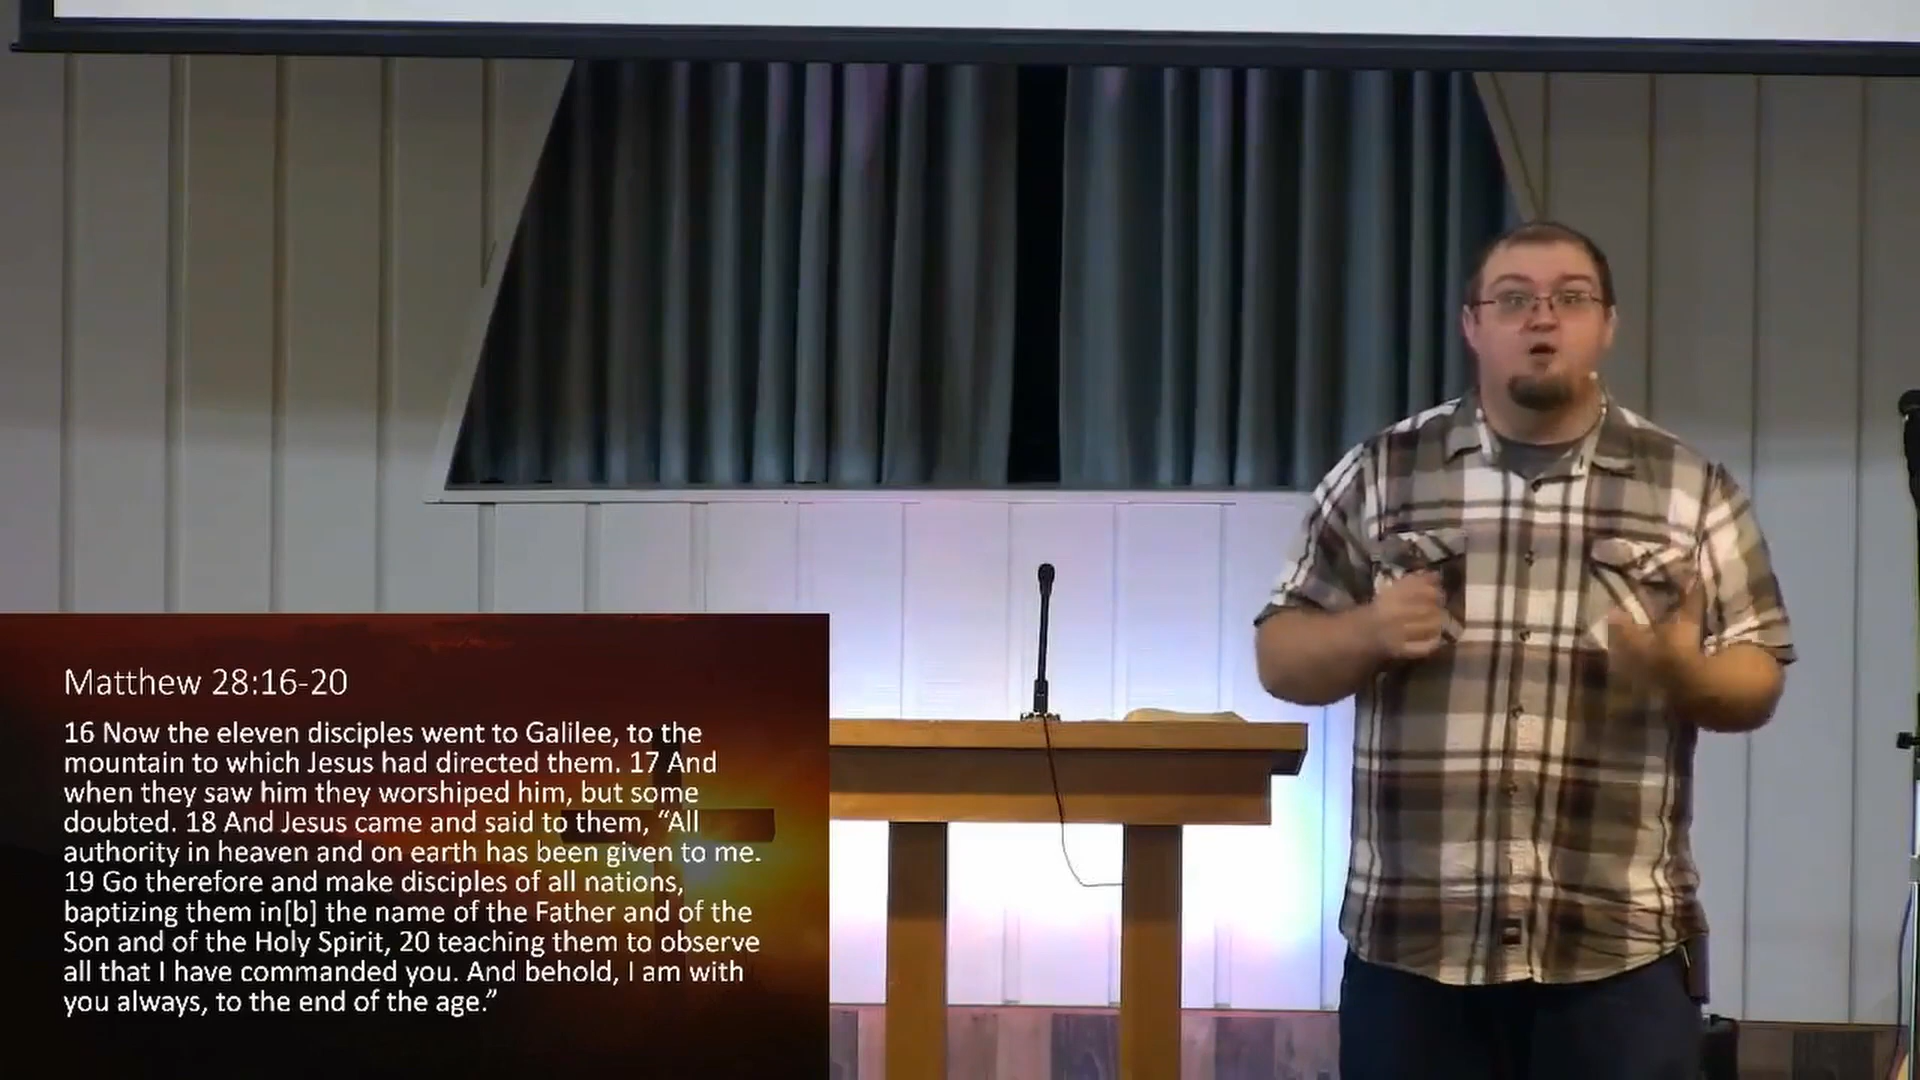 Matthew 28:16-20
16 Now the eleven disciples went to Galilee, to the
mountain to which Jesus had directed them. 17 And
when they saw him they worshiped him, but some
doubted. 18 And Jesus came and said to them, “All
authority in heaven and on earth has been given to me.
19 Go therefore and make disciples of all nations,
baptizing them in[b] the name of the Father and of the
Son and of the Holy Spirit, 20 teaching them to observe
all that I have commanded you. And behold, I am with
you always, to the end of the age.”